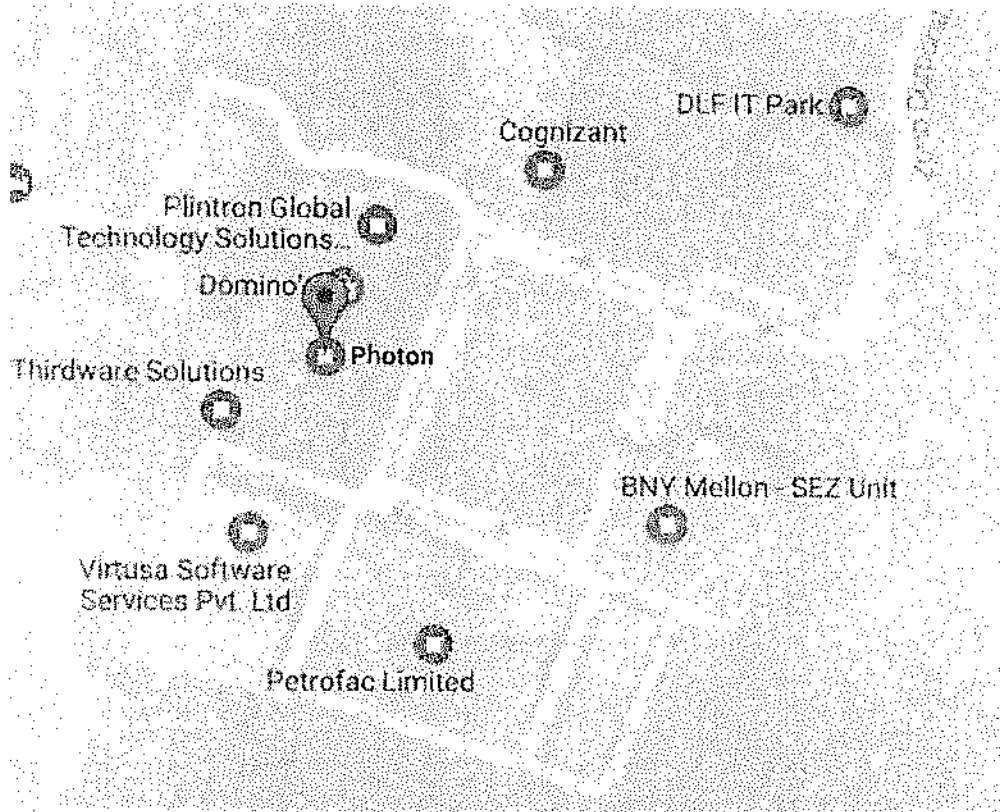 DLF IT Park
Cognizant
Plintron Global
Technology Solutions...
Domino'
Photon
Thirdware Solutions
BNY Mellon - SEZ Unit
Virtusa Software
Services Pvt. Ltd
Petrofac Limited